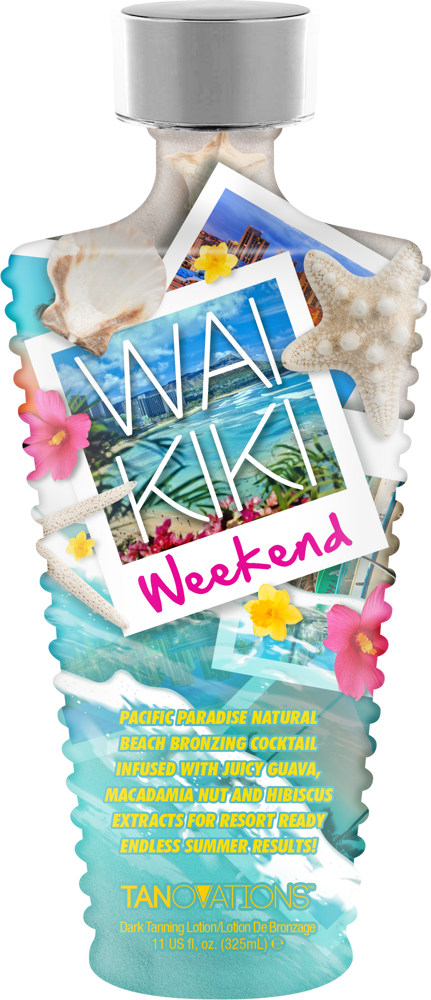 WAI
KIKI
Weekend
PACIFIC PARADISE NATURAL
BEACH BRONZING COCKTAIL
INFUSED WITH JUICY GUAVA,
MACADAMIA NUT AND HIBISCUS
EXTRACTS FOR RESORT READY
ENDLESS SUMMER RESULTS!
TANOVATIONS™
Dark Tanning Lotion/Lotion De Bronzage
11 US fl, oz. (325mL) ℮